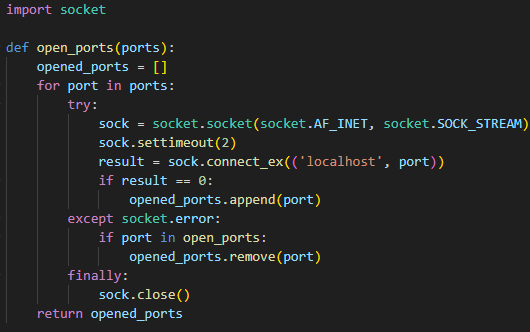 import socket

def open_ports(ports):
    opened_ports = []
    for port in ports:
        try:
            sock = socket.socket(socket.AF_INET, socket.SOCK_STREAM)
            sock.settimeout(2)
            result = sock.connect_ex(('localhost', port))
            if result == 0:
                opened_ports.append(port)
        except socket.error:
            if port in open_ports:
                opened_ports.remove(port)
        finally:
            sock.close()
    return opened_ports